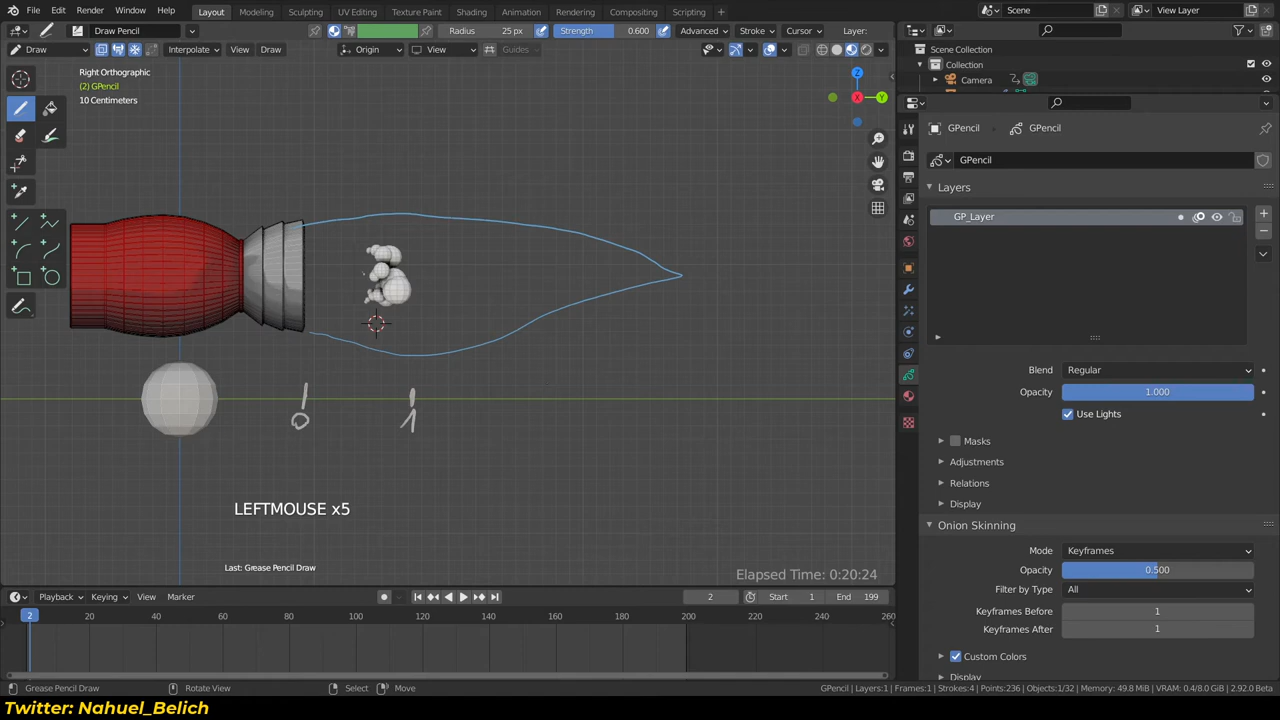 File Edit Render Window Help Layout Modeling Sculpting UV Editing Texture Paint Shading Animation Rendering Compositing Scripting + Scene View Layer
Draw Pencil Radius 25 px Strength 0.600 Advanced Stroke Cursor Layer:
Draw Interpolate View Draw Origin View Guides
Scene Collection
Collection
Camera
Right Orthographic
(2) GPencil
10 Centimeters
Z
X
Y
GPencil GPencil
GPencil
Layers
GP_Layer
Blend Regular
Opacity 1.000
Use Lights
Masks
Adjustments
Relations
Display
Onion Skinning
Mode Keyframes
Opacity 0.500
Filter by Type All
Keyframes Before 1
Keyframes After 1
Custom Colors
Display
0 1
LEFTMOUSE x5
Last: Grease Pencil Draw
Elapsed Time: 0:20:24
Playback Keying View Marker 2 Start 1 End 199
2 20 40 60 80 100 120 140 160 180 200 220 240 260
Grease Pencil Draw Rotate View Select Move GPencil | Layers:1 | Frames:1 | Strokes:4 | Points:236 | Objects:1/32 | Memory: 49.8 MiB | VRAM: 0.4/8.0 GiB | 2.92.0 Beta
Twitter: Nahuel_Belich